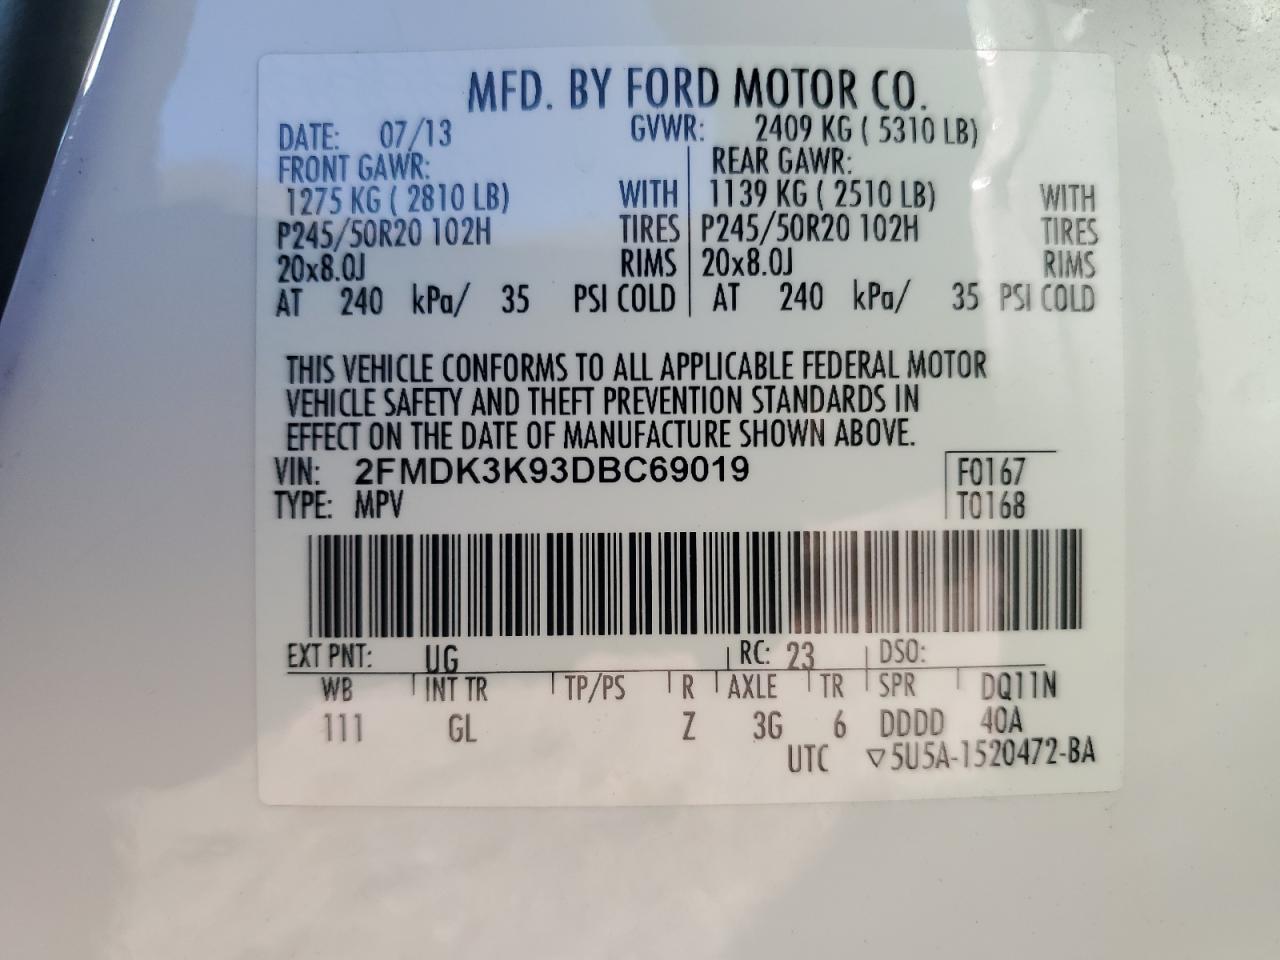 MFD. BY FORD MOTOR CO.
DATE: 07/13 GVWR: 2409 KG ( 5310 LB)
FRONT GAWR: REAR GAWR:
1275 KG ( 2810 LB) WITH 1139 KG ( 2510 LB) WITH
P245/50R20 102H TIRES P245/50R20 102H TIRES
20x8.0J RIMS 20x8.0J RIMS
AT 240 kPa/ 35 PSI COLD AT 240 kPa/ 35 PSI COLD
THIS VEHICLE CONFORMS TO ALL APPLICABLE FEDERAL MOTOR
VEHICLE SAFETY AND THEFT PREVENTION STANDARDS IN
EFFECT ON THE DATE OF MANUFACTURE SHOWN ABOVE.
VIN: 2FMDK3K93DBC69019 F0167
TYPE: MPV T0168
EXT PNT: UG RC: 23 DSO:
WB INT TR TP/PS R AXLE TR SPR DQ11N
111 GL Z 3G 6 DDDD 40A
UTC ▽5U5A-1520472-BA